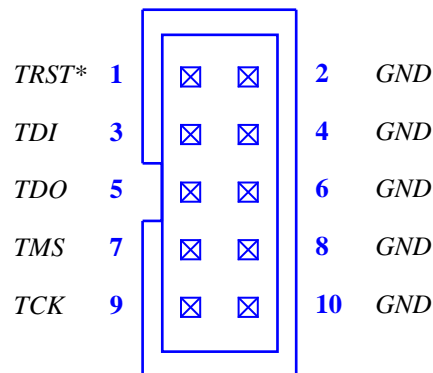 TRST* 1 2 GND
TDI 3 4 GND
TDO 5 6 GND
TMS 7 8 GND
TCK 9 10 GND